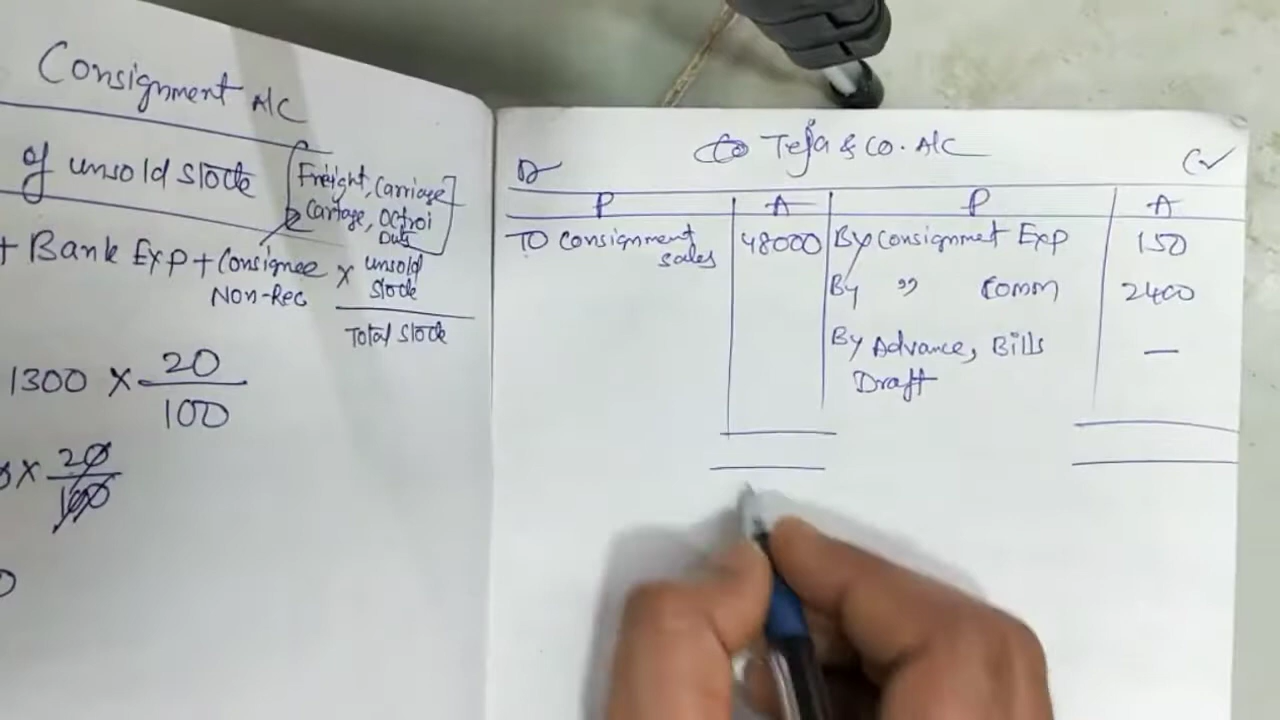 Consignment A/C
of unsold stock
Freight, Carriage
Cartage, Octroi
Duty
+ Bank Exp + Consignee
Non-Rec
× unsold
stock
Total Stock
1300 × 20
100
× 20
100
Teja & Co. A/C
Dr
Cr
P A P A
To Consignment
sales 48000
By Consignmet Exp 150
By " Comm 2400
By Advance, Bills
Draft —